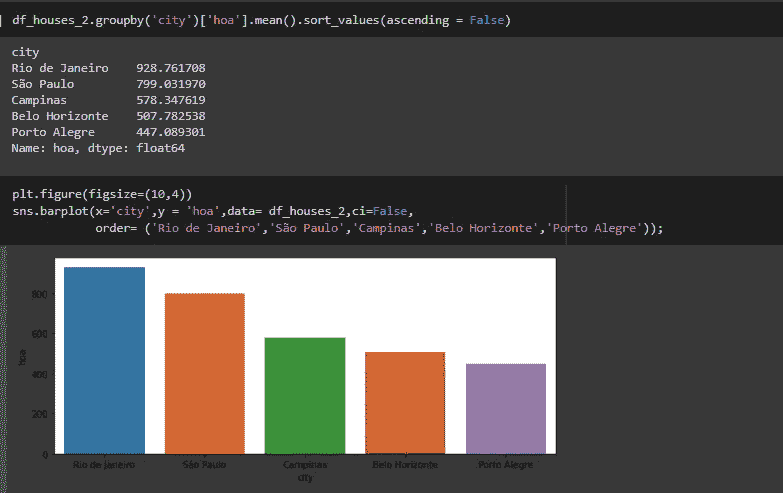 df_houses_2.groupby('city')['hoa'].mean().sort_values(ascending = False)
city
Rio de Janeiro    928.761708
São Paulo         799.031970
Campinas          578.347619
Belo Horizonte    507.782538
Porto Alegre      447.089301
Name: hoa, dtype: float64
plt.figure(figsize=(10,4))
sns.barplot(x='city',y = 'hoa',data= df_houses_2,ci=False,
order= ('Rio de Janeiro','São Paulo','Campinas','Belo Horizonte','Porto Alegre'));
800
600
400
200
0
hoa
Rio de Janeiro São Paulo Campinas Belo Horizonte Porto Alegre
city